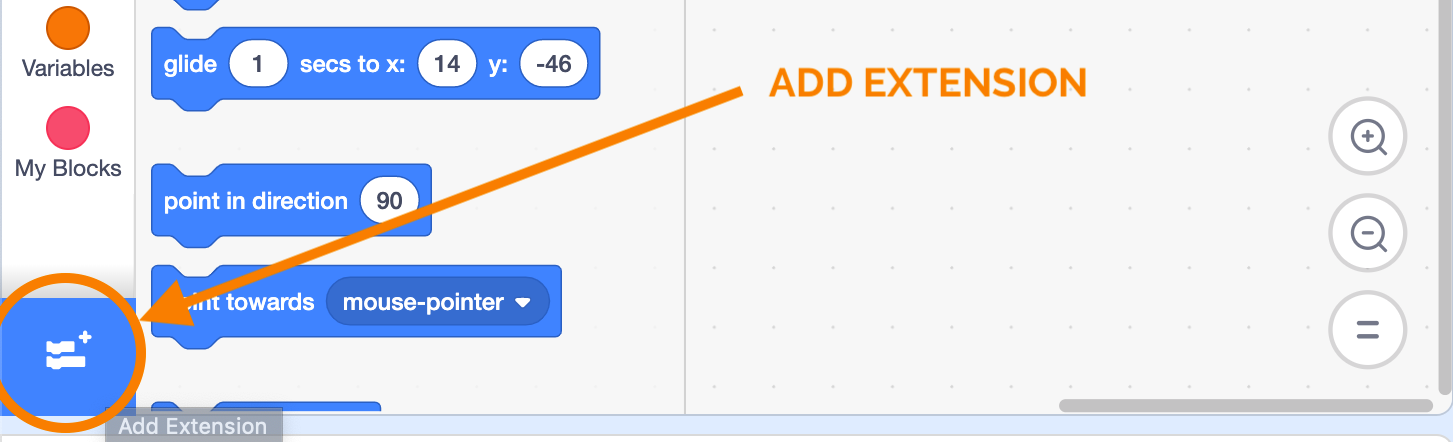 Variables
My Blocks
glide 1 secs to x: 14 y: -46
point in direction 90
int towards mouse-pointer
ADD EXTENSION
Add Extension